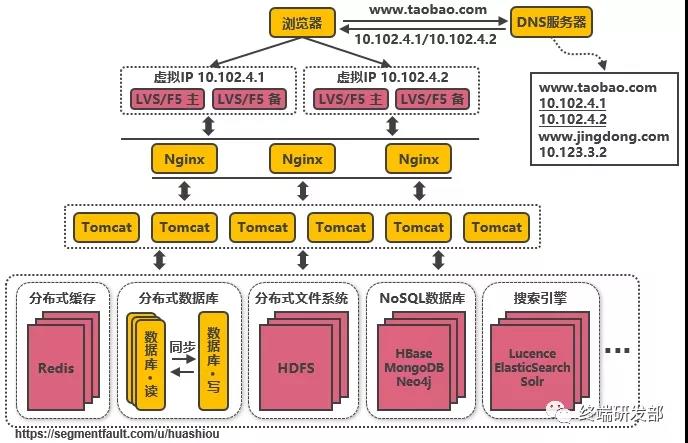 浏览器
www.taobao.com
DNS服务器
10.102.4.1/10.102.4.2
虚拟IP 10.102.4.1
虚拟IP 10.102.4.2
LVS/F5 主
LVS/F5 备
LVS/F5 主
LVS/F5 备
www.taobao.com
10.102.4.1
10.102.4.2
www.jingdong.com
10.123.3.2
Nginx
Nginx
Nginx
Tomcat
Tomcat
Tomcat
Tomcat
Tomcat
Tomcat
分布式缓存
Redis
分布式数据库
数据库·读
同步
数据库·写
分布式文件系统
HDFS
NoSQL数据库
HBase
MongoDB
Neo4j
搜索引擎
Lucence
ElasticSearch
Solr
...
终端研发部
https://segmentfault.com/u/huashiou